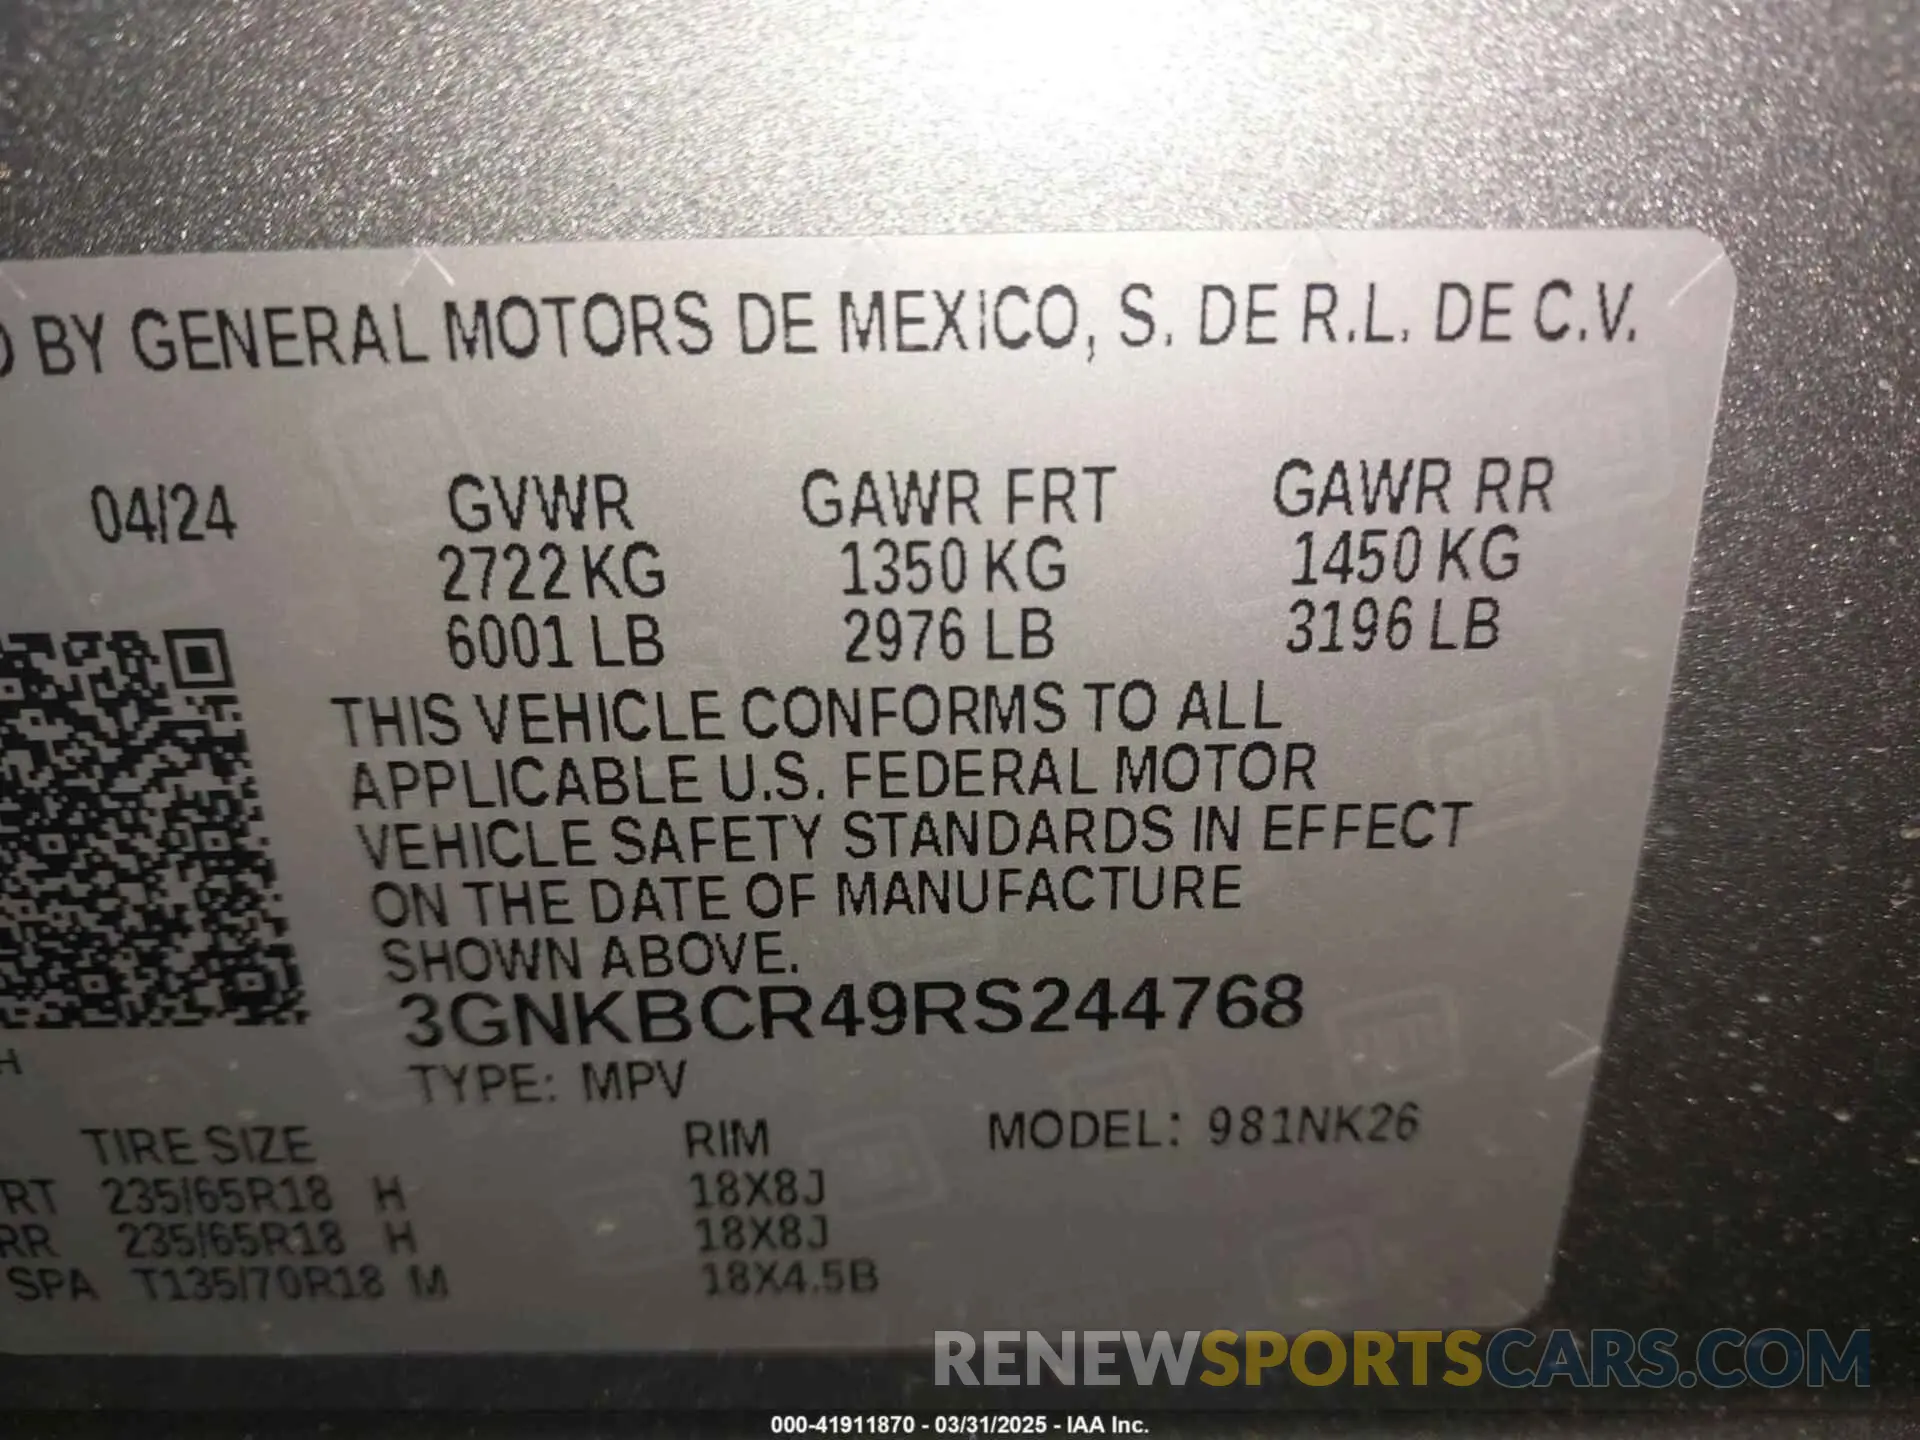 BY GENERAL MOTORS DE MEXICO, S. DE R.L. DE C.V.
04/24 GVWR GAWR FRT GAWR RR
2722 KG 1350 KG 1450 KG
6001 LB 2976 LB 3196 LB
THIS VEHICLE CONFORMS TO ALL
APPLICABLE U.S. FEDERAL MOTOR
VEHICLE SAFETY STANDARDS IN EFFECT
ON THE DATE OF MANUFACTURE
SHOWN ABOVE.
3GNKBCR49RS244768
TYPE: MPV
TIRE SIZE RIM MODEL: 981NK26
RT 235/65R18 H 18X8J
RR 235/65R18 H 18X8J
SPA T135/70R18 M 18X4.5B
RENEWSPORTSCARS.COM
000-41911870 - 03/31/2025 - IAA Inc.